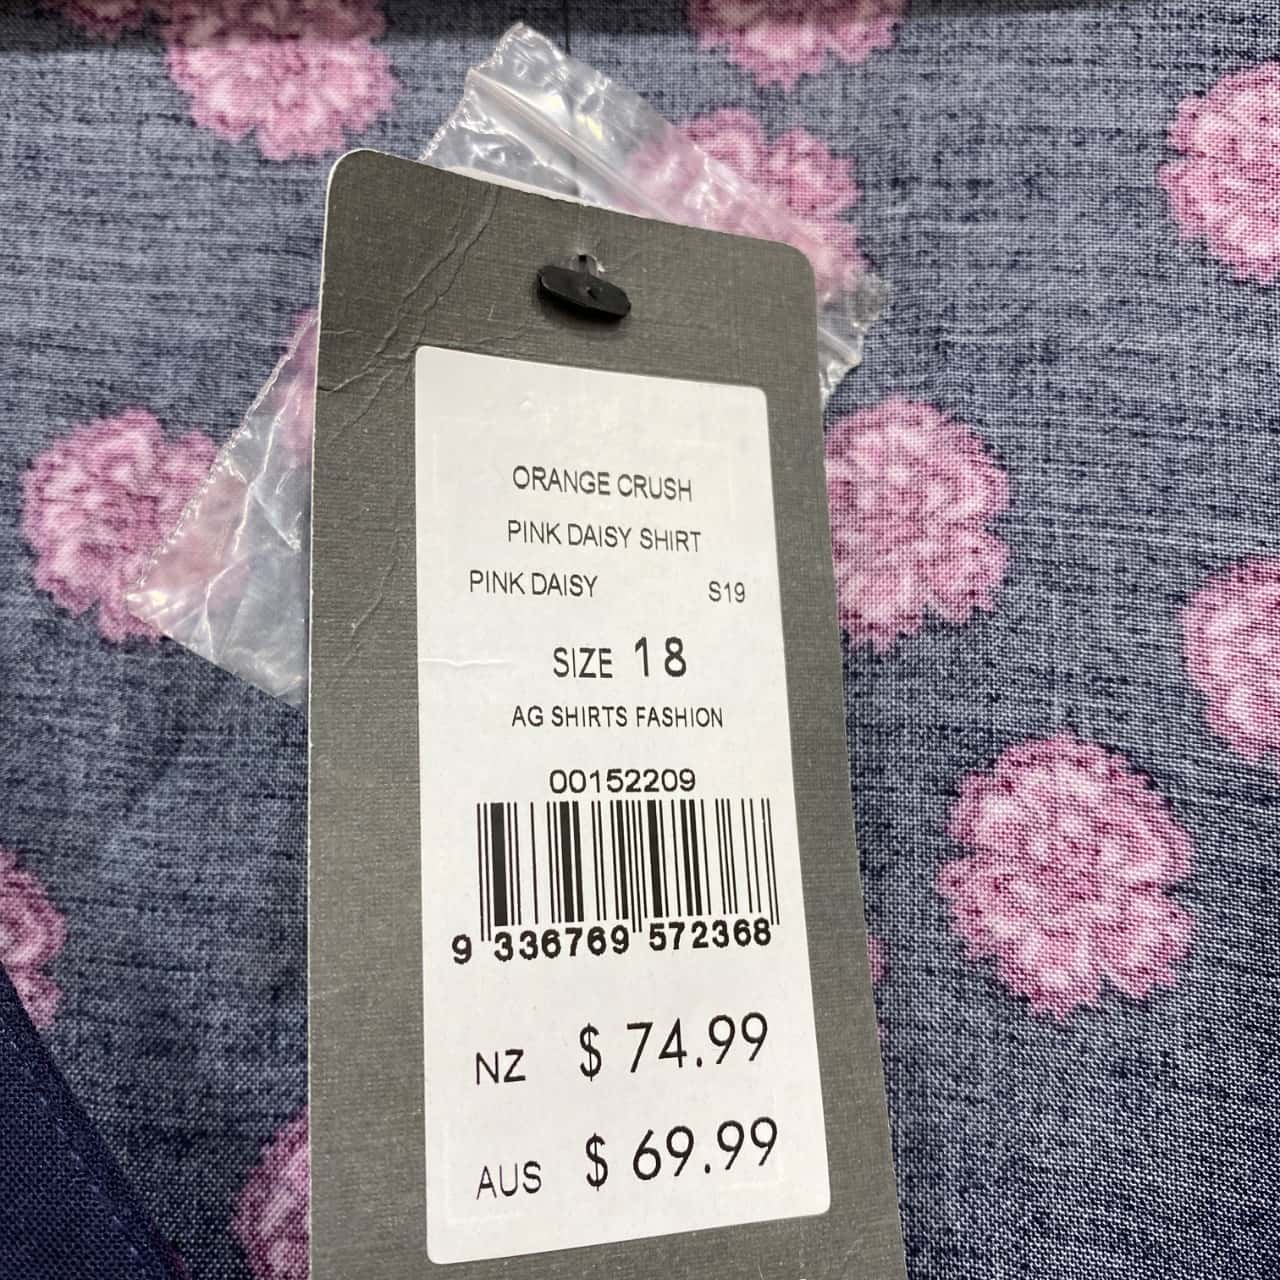 ORANGE CRUSH
PINK DAISY SHIRT
PINK DAISY S19
SIZE 18
AG SHIRTS FASHION
00152209
9 336769 572368
NZ $ 74.99
AUS $ 69.99